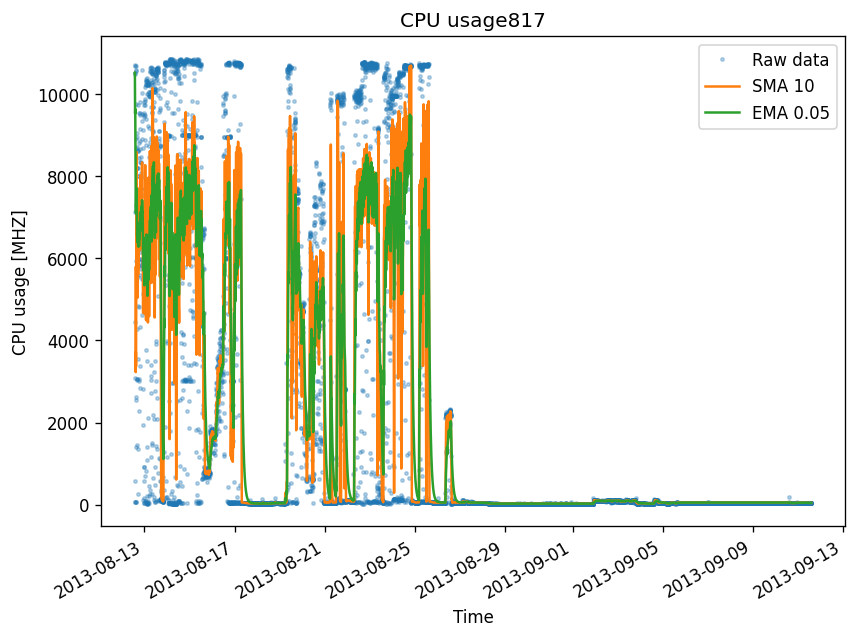 CPU usage817
Raw data
SMA 10
EMA 0.05
CPU usage [MHZ]
10000
8000
6000
4000
2000
0
2013-08-13
2013-08-17
2013-08-21
2013-08-25
2013-08-29
2013-09-01
2013-09-05
2013-09-09
2013-09-13
Time